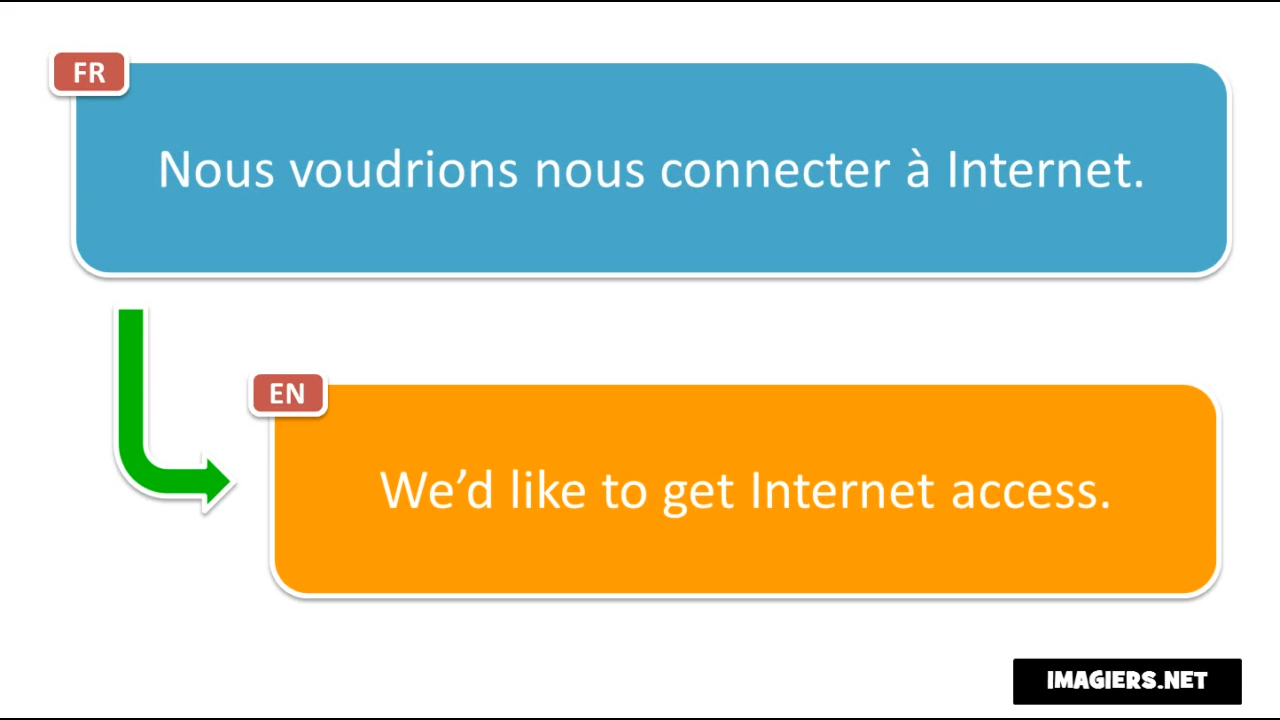 FR
Nous voudrions nous connecter à Internet.
EN
We’d like to get Internet access.
IMAGIERS.NET